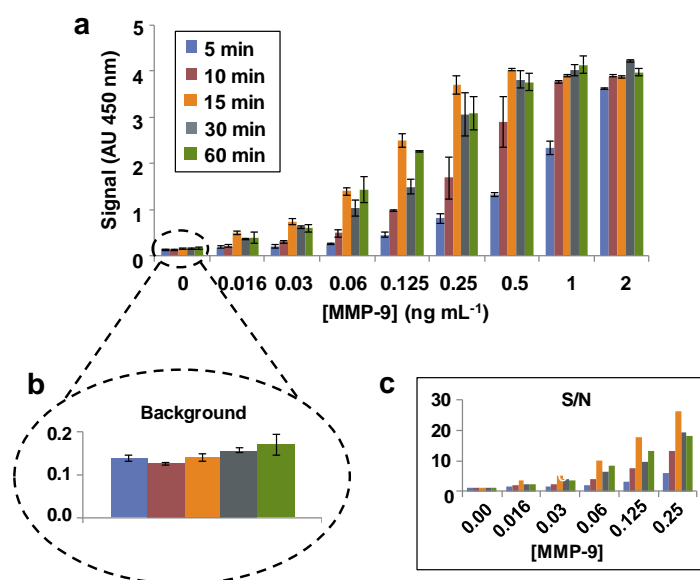 a
5 min
10 min
15 min
30 min
60 min
Signal (AU 450 nm)
5
4
3
2
1
0
0 0.016 0.03 0.06 0.125 0.25 0.5 1 2
[MMP-9] (ng mL⁻¹)
b
Background
0.2
0.1
0.0
c
S/N
30
20
10
0
0.00 0.016 0.03 0.06 0.125 0.25
[MMP-9]